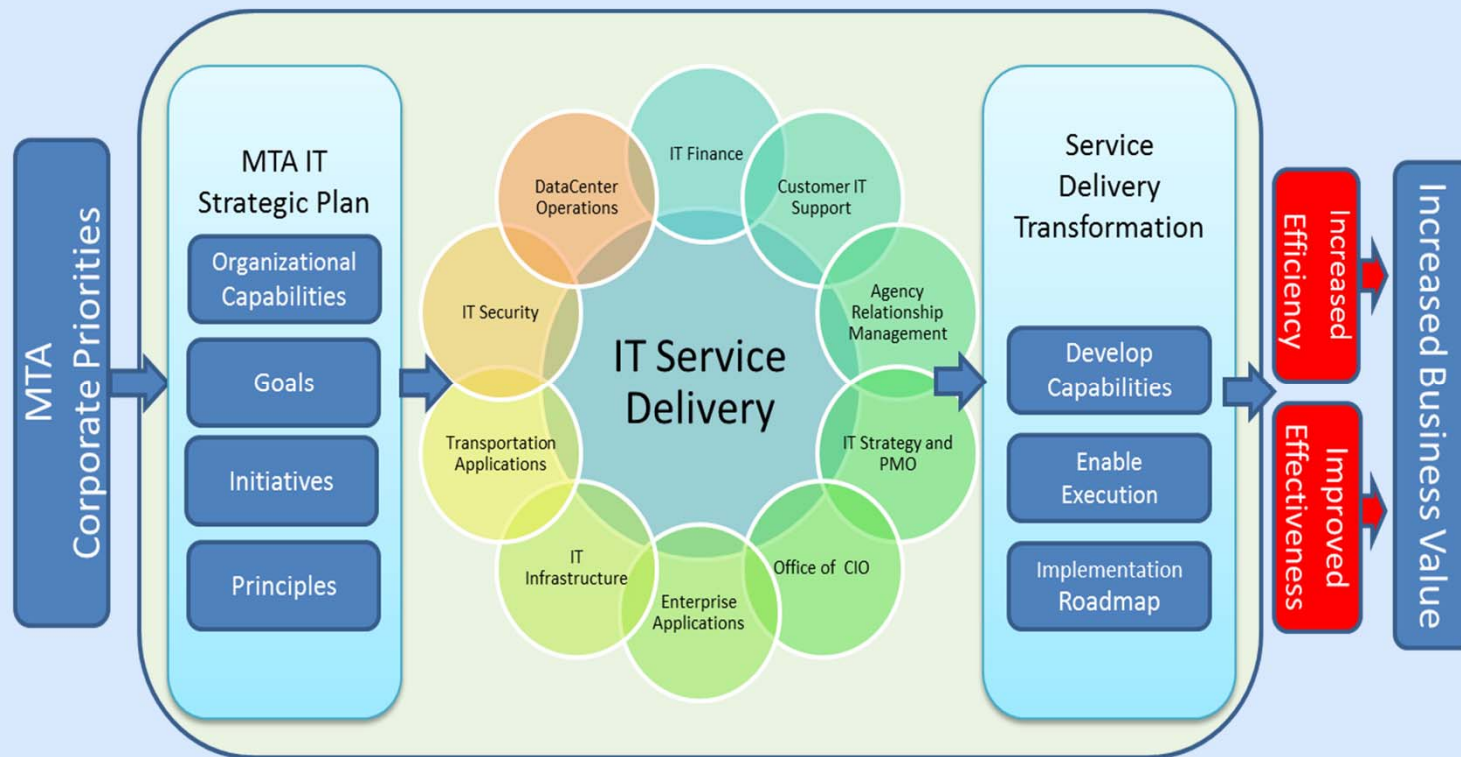 MTA
Corporate Priorities
MTA IT
Strategic Plan
Organizational
Capabilities
Goals
Initiatives
Principles
IT Service
Delivery
IT Finance
Customer IT
Support
Agency
Relationship
Management
IT Strategy and
PMO
Office of CIO
Enterprise
Applications
IT
Infrastructure
Transportation
Applications
IT Security
DataCenter
Operations
Service
Delivery
Transformation
Develop
Capabilities
Enable
Execution
Implementation
Roadmap
Increased
Efficiency
Improved
Effectiveness
Increased Business Value